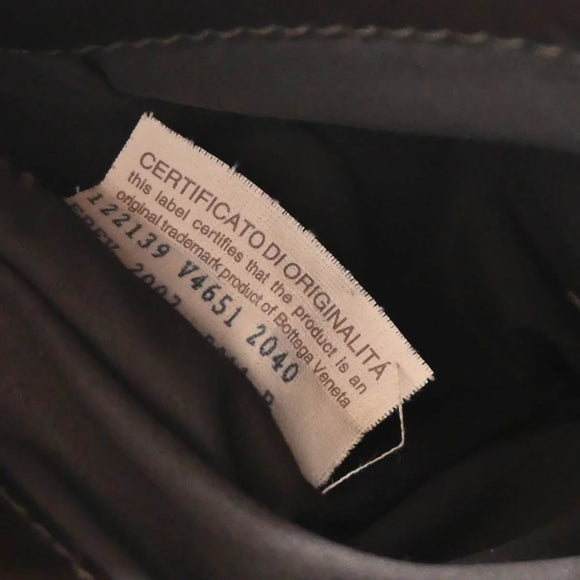 CERTIFICATO DI ORIGINALITÁ
this label certifies that the product is an
original trademark product of Bottega Veneta
122139 V4651 2040